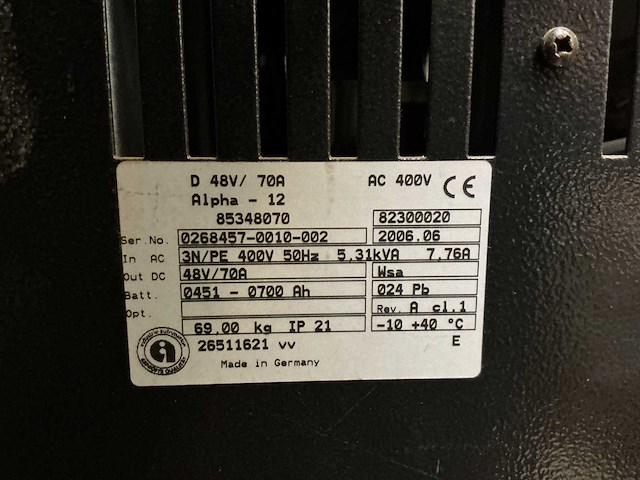 D 48V/ 70A AC 400V CE
Alpha - 12
85348070 82300020
Ser.No. 0268457-0010-002 2006.06
In AC 3N/PE 400V 50Hz 5,31kVA 7,76A
Out DC 48V/70A Wsa
Batt. 0451 - 0700 Ah 024 Pb
Opt. Rev. A cl.1
69.00 kg IP 21 -10 +40 °C
26511621 vv E
Made in Germany